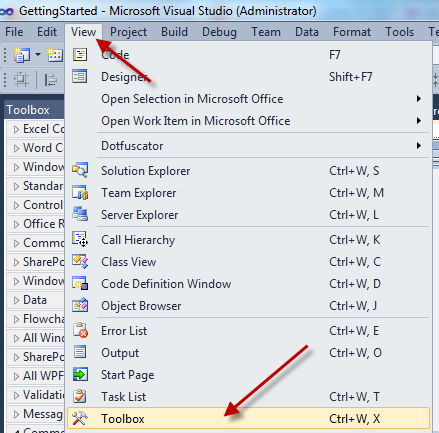 GettingStarted - Microsoft Visual Studio (Administrator)
File Edit View Project Build Debug Team Data Format Tools
Code F7
Designer Shift+F7
Open Selection in Microsoft Office
Open Work Item in Microsoft Office
Dotfuscator
Solution Explorer Ctrl+W, S
Team Explorer Ctrl+W, M
Server Explorer Ctrl+W, L
Call Hierarchy Ctrl+W, K
Class View Ctrl+W, C
Code Definition Window Ctrl+W, D
Object Browser Ctrl+W, J
Error List Ctrl+W, E
Output Ctrl+W, O
Start Page
Task List Ctrl+W, T
Toolbox Ctrl+W, X
Toolbox
Excel Co
Word C
Window
Standar
Control
Office R
Commo
SharePo
Window
Data
Flowcha
All Wind
SharePo
All WPF
Validatio
Messag